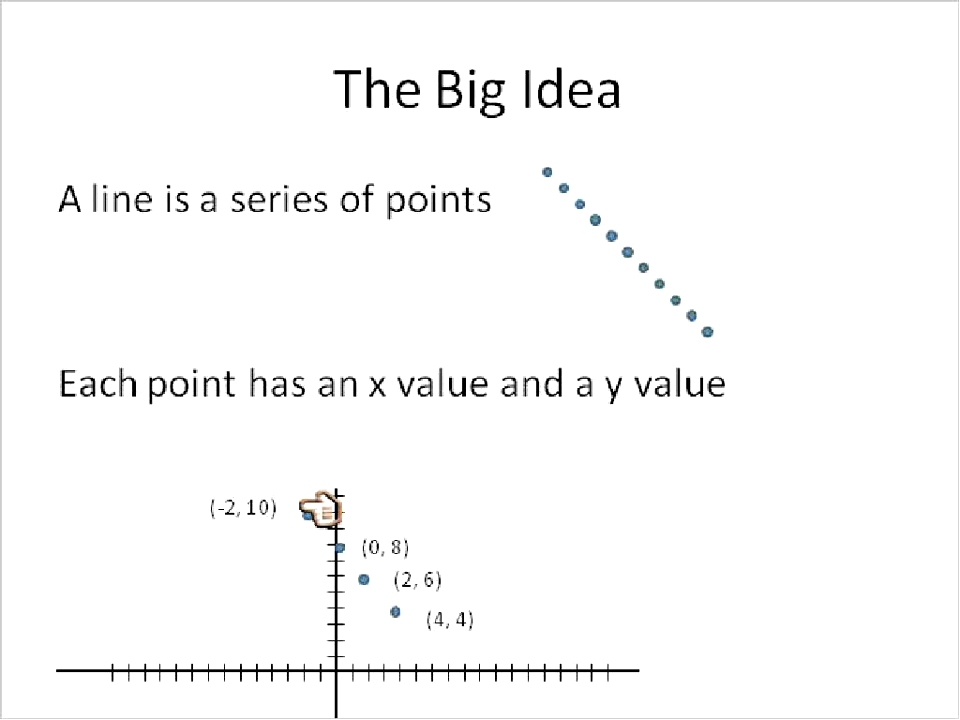 The Big Idea
A line is a series of points
Each point has an x value and a y value
(-2, 10)
(0, 8)
(2, 6)
(4, 4)